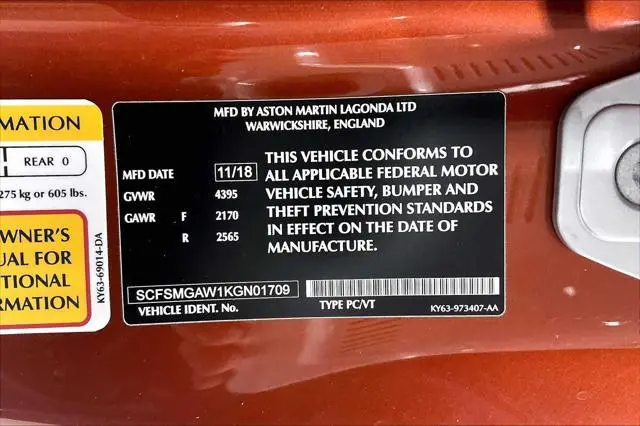 MATION
REAR 0
275 kg or 605 lbs.
WNER'S
UAL FOR
ITIONAL
RMATION
KY63-69014-DA
MFD BY ASTON MARTIN LAGONDA LTD
WARWICKSHIRE, ENGLAND
MFD DATE 11/18
GVWR 4395
GAWR F 2170
R 2565
THIS VEHICLE CONFORMS TO
ALL APPLICABLE FEDERAL MOTOR
VEHICLE SAFETY, BUMPER AND
THEFT PREVENTION STANDARDS
IN EFFECT ON THE DATE OF
MANUFACTURE.
SCFSMGAW1KGN01709
VEHICLE IDENT. No.
TYPE PC/VT
KY63-973407-AA